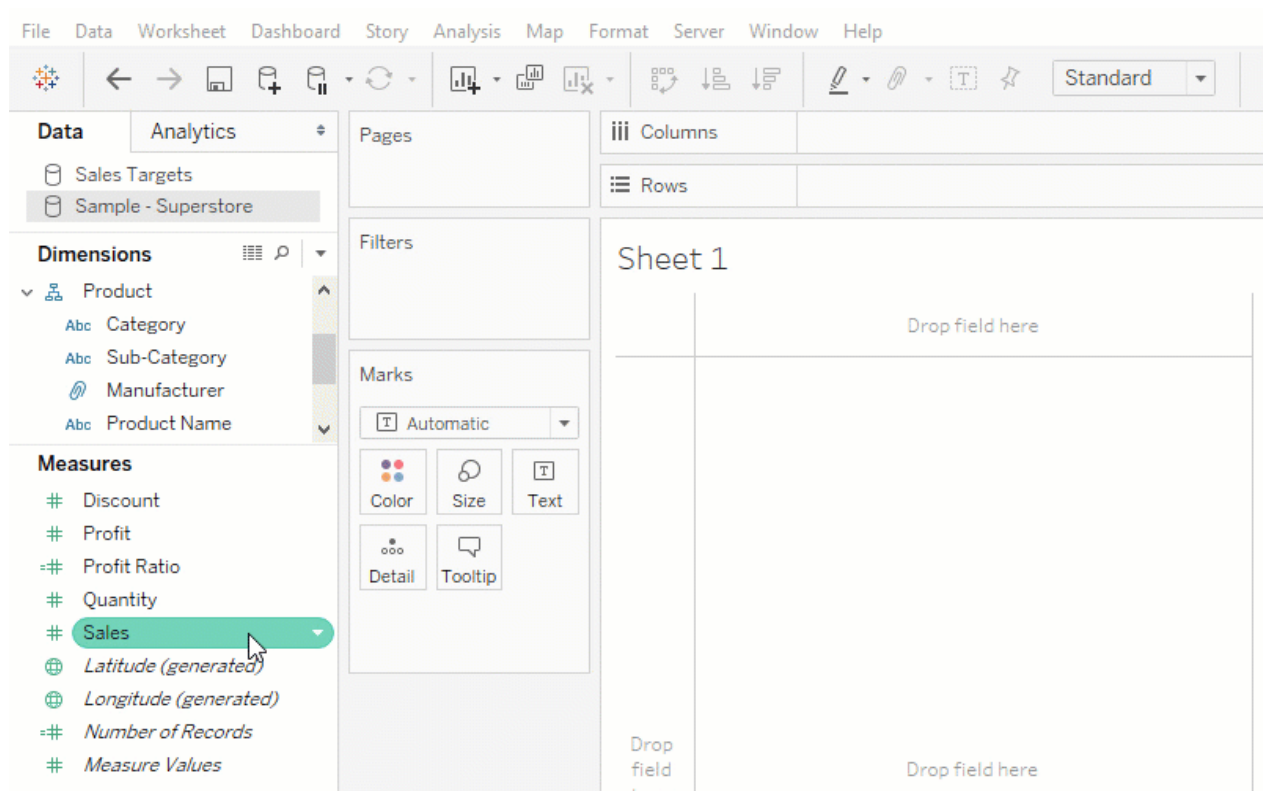 File Data Worksheet Dashboard Story Analysis Map Format Server Window Help
Standard
Data Analytics
Sales Targets
Sample - Superstore
Dimensions
Product
Abc Category
Abc Sub-Category
Manufacturer
Abc Product Name
Measures
Discount
Profit
Profit Ratio
Quantity
Sales
Latitude (generated)
Longitude (generated)
Number of Records
Measure Values
Pages
Filters
Marks
T Automatic
Color Size Text
Detail Tooltip
Columns
Rows
Sheet 1
Drop field here
Drop
field
Drop field here